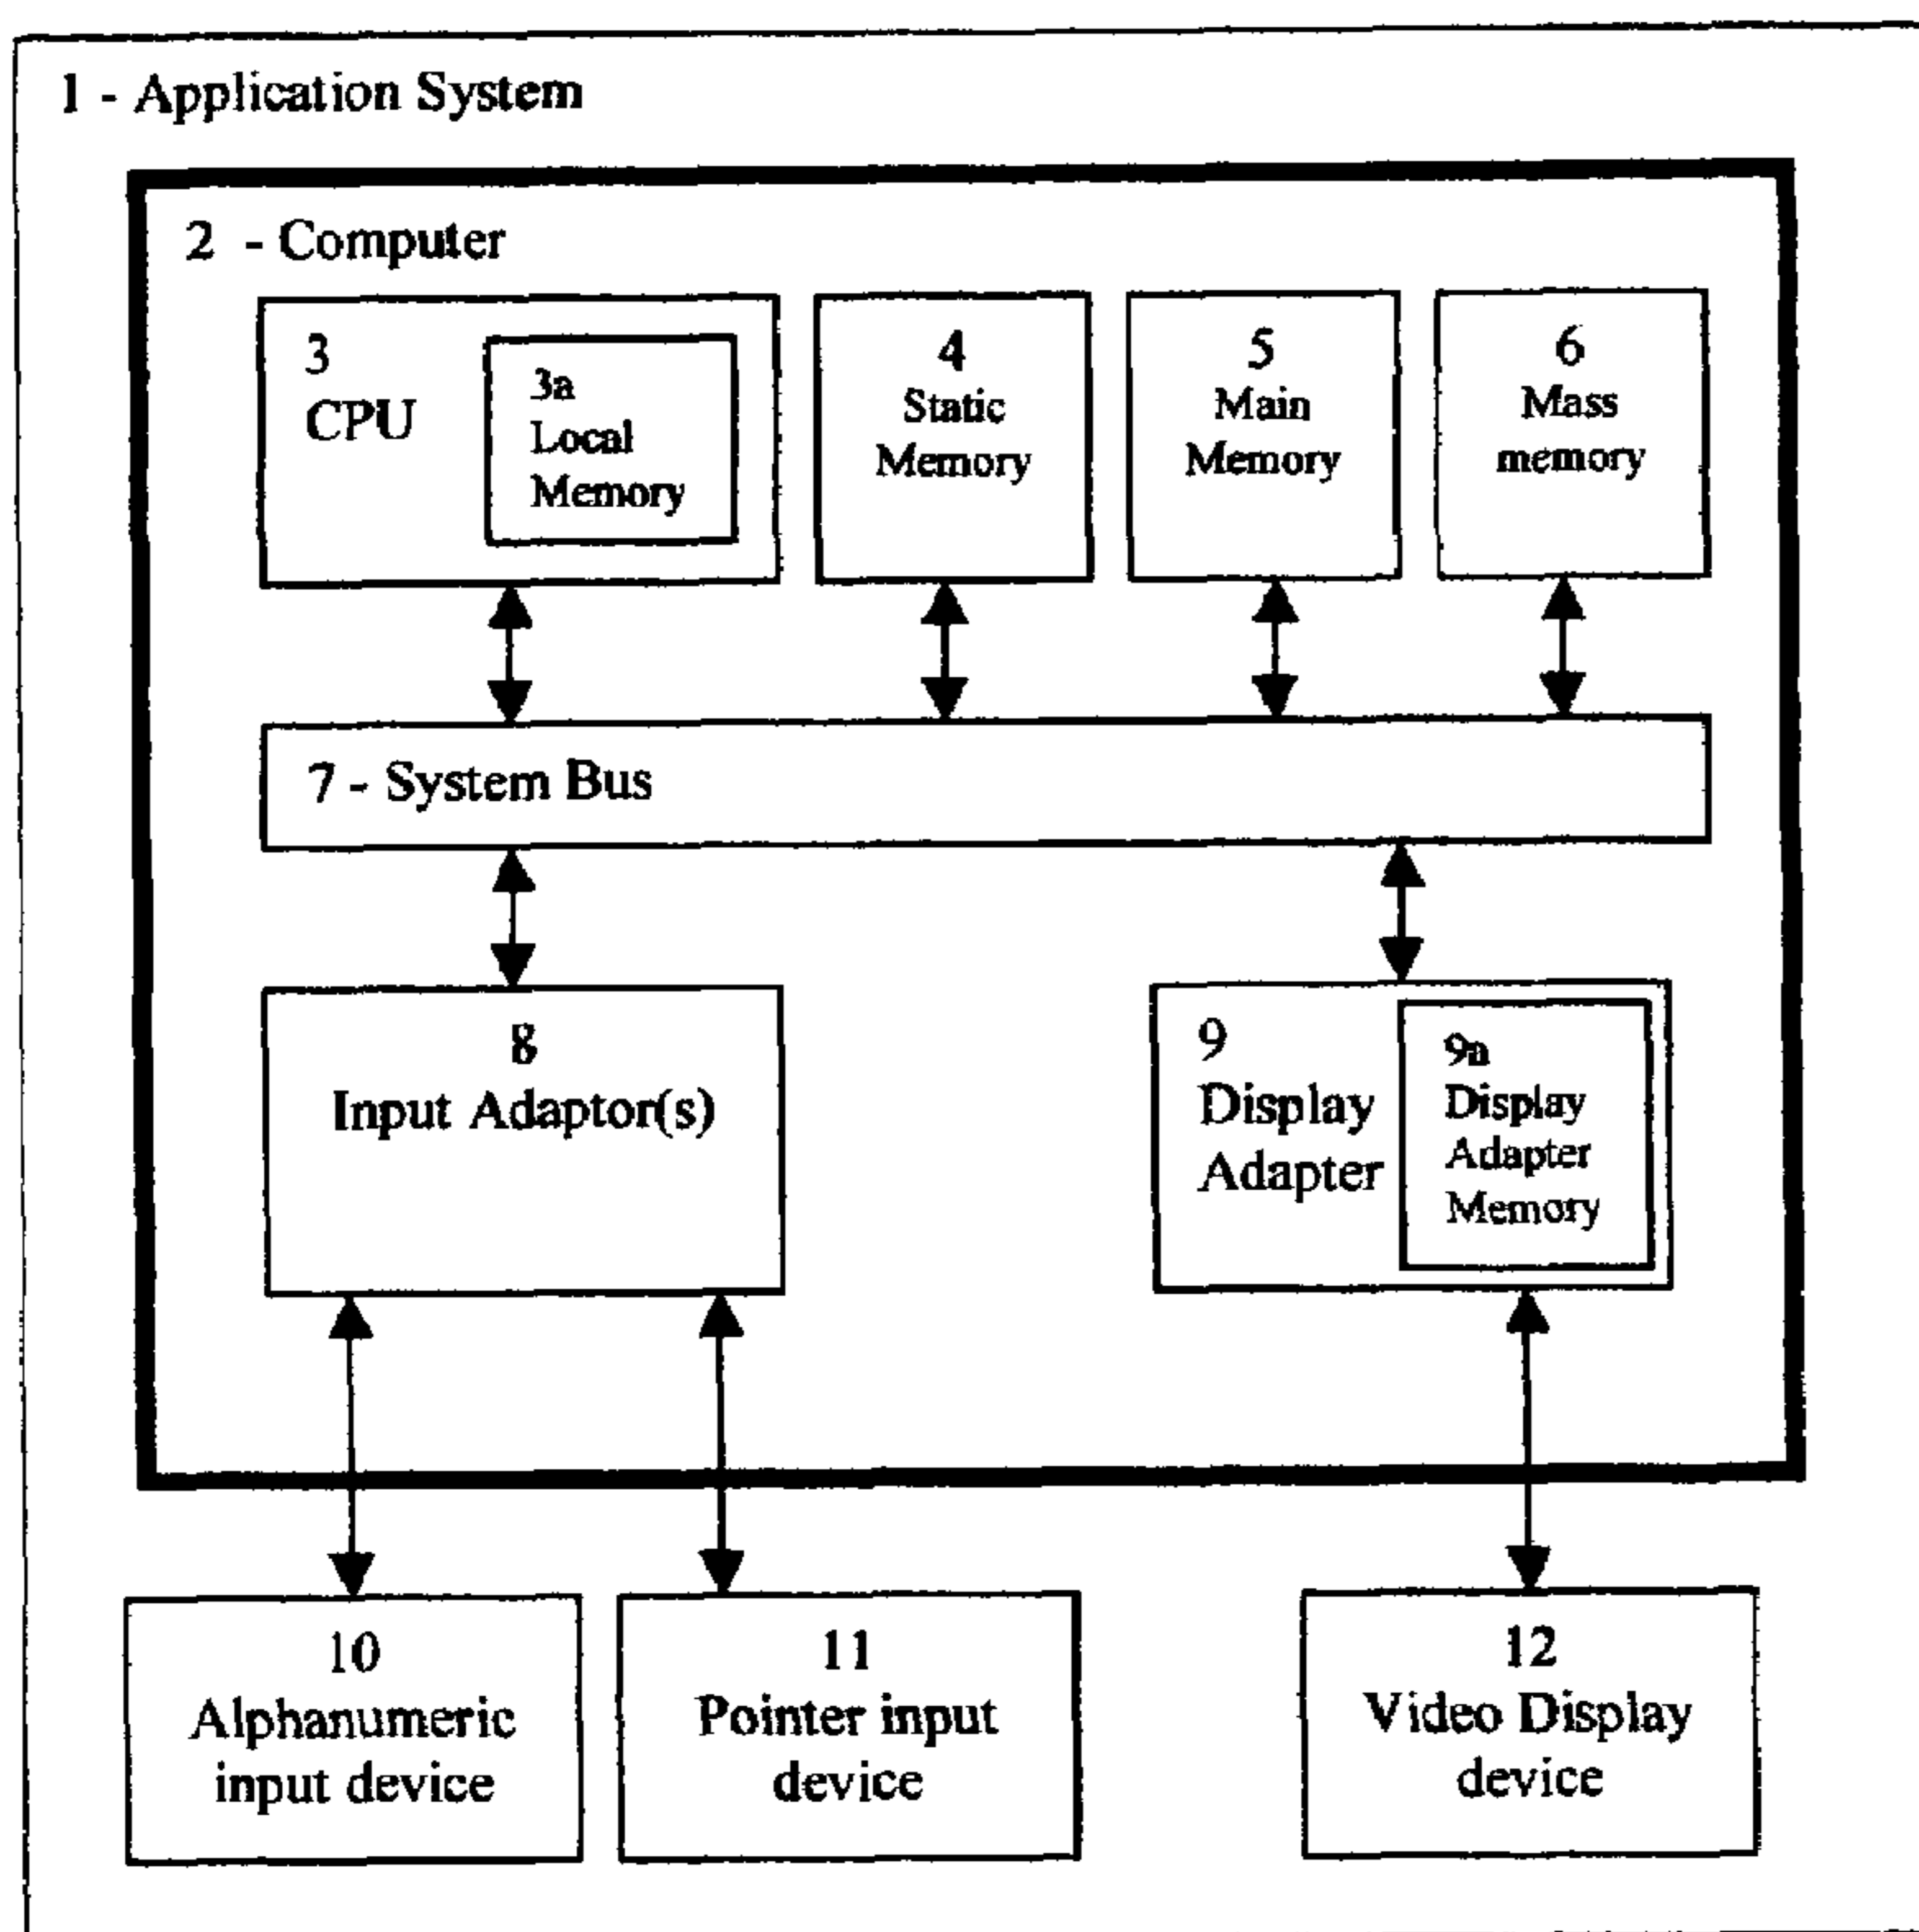 1 - Application System
2 - Computer
3
CPU
3a
Local
Memory
4
Static
Memory
5
Main
Memory
6
Mass
memory
7 - System Bus
8
Input Adaptor(s)
9
Display
Adapter
9a
Display
Adapter
Memory
10
Alphanumeric
input device
11
Pointer input
device
12
Video Display
device